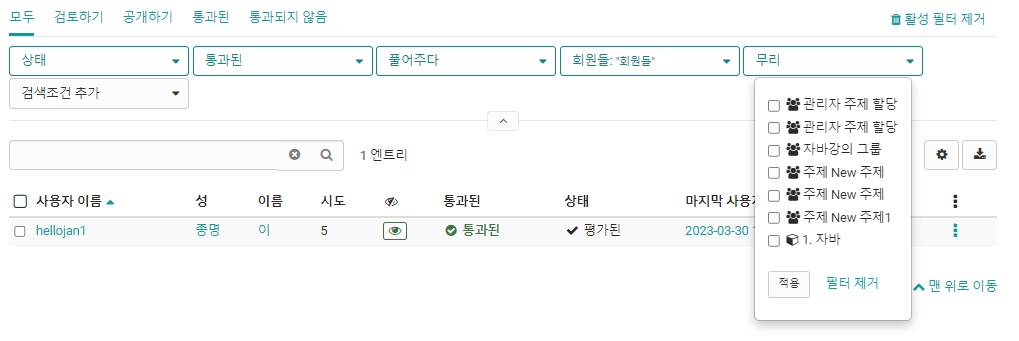 모두 검토하기 공개하기 통과된 통과되지 않음 활성 필터 제거
상태 통과된 풀어주다 회원들: "회원들" 무리
검색조건 추가
관리자 주제 할당
관리자 주제 할당
자바강의 그룹
주제 New 주제
주제 New 주제
주제 New 주제1
1. 자바
적용 필터 제거
1 엔트리
사용자 이름 성 이름 시도 통과된 상태 마지막 사용자
hellojan1 종명 이 5 통과된 평가된 2023-03-30
맨 위로 이동